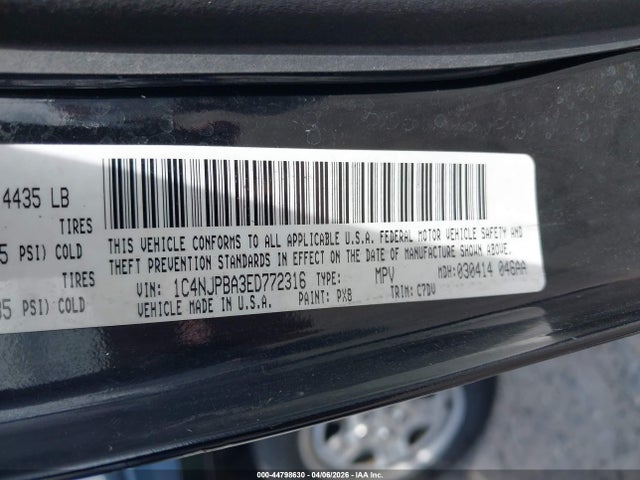 4435 LB
TIRES
5 PSI) COLD
TIRES
35 PSI) COLD
THIS VEHICLE CONFORMS TO ALL APPLICABLE U.S.A. FEDERAL MOTOR VEHICLE SAFETY AND
THEFT PREVENTION STANDARDS IN EFFECT ON THE DATE OF MANUFACTURE SHOWN ABOVE.
VIN: 1C4NJPBA3ED772316 TYPE: MPV MDH:030414 048AA
VEHICLE MADE IN U.S.A. PAINT: PX8 TRIM: C7DV
000-44798630 - 04/06/2026 - IAA Inc.